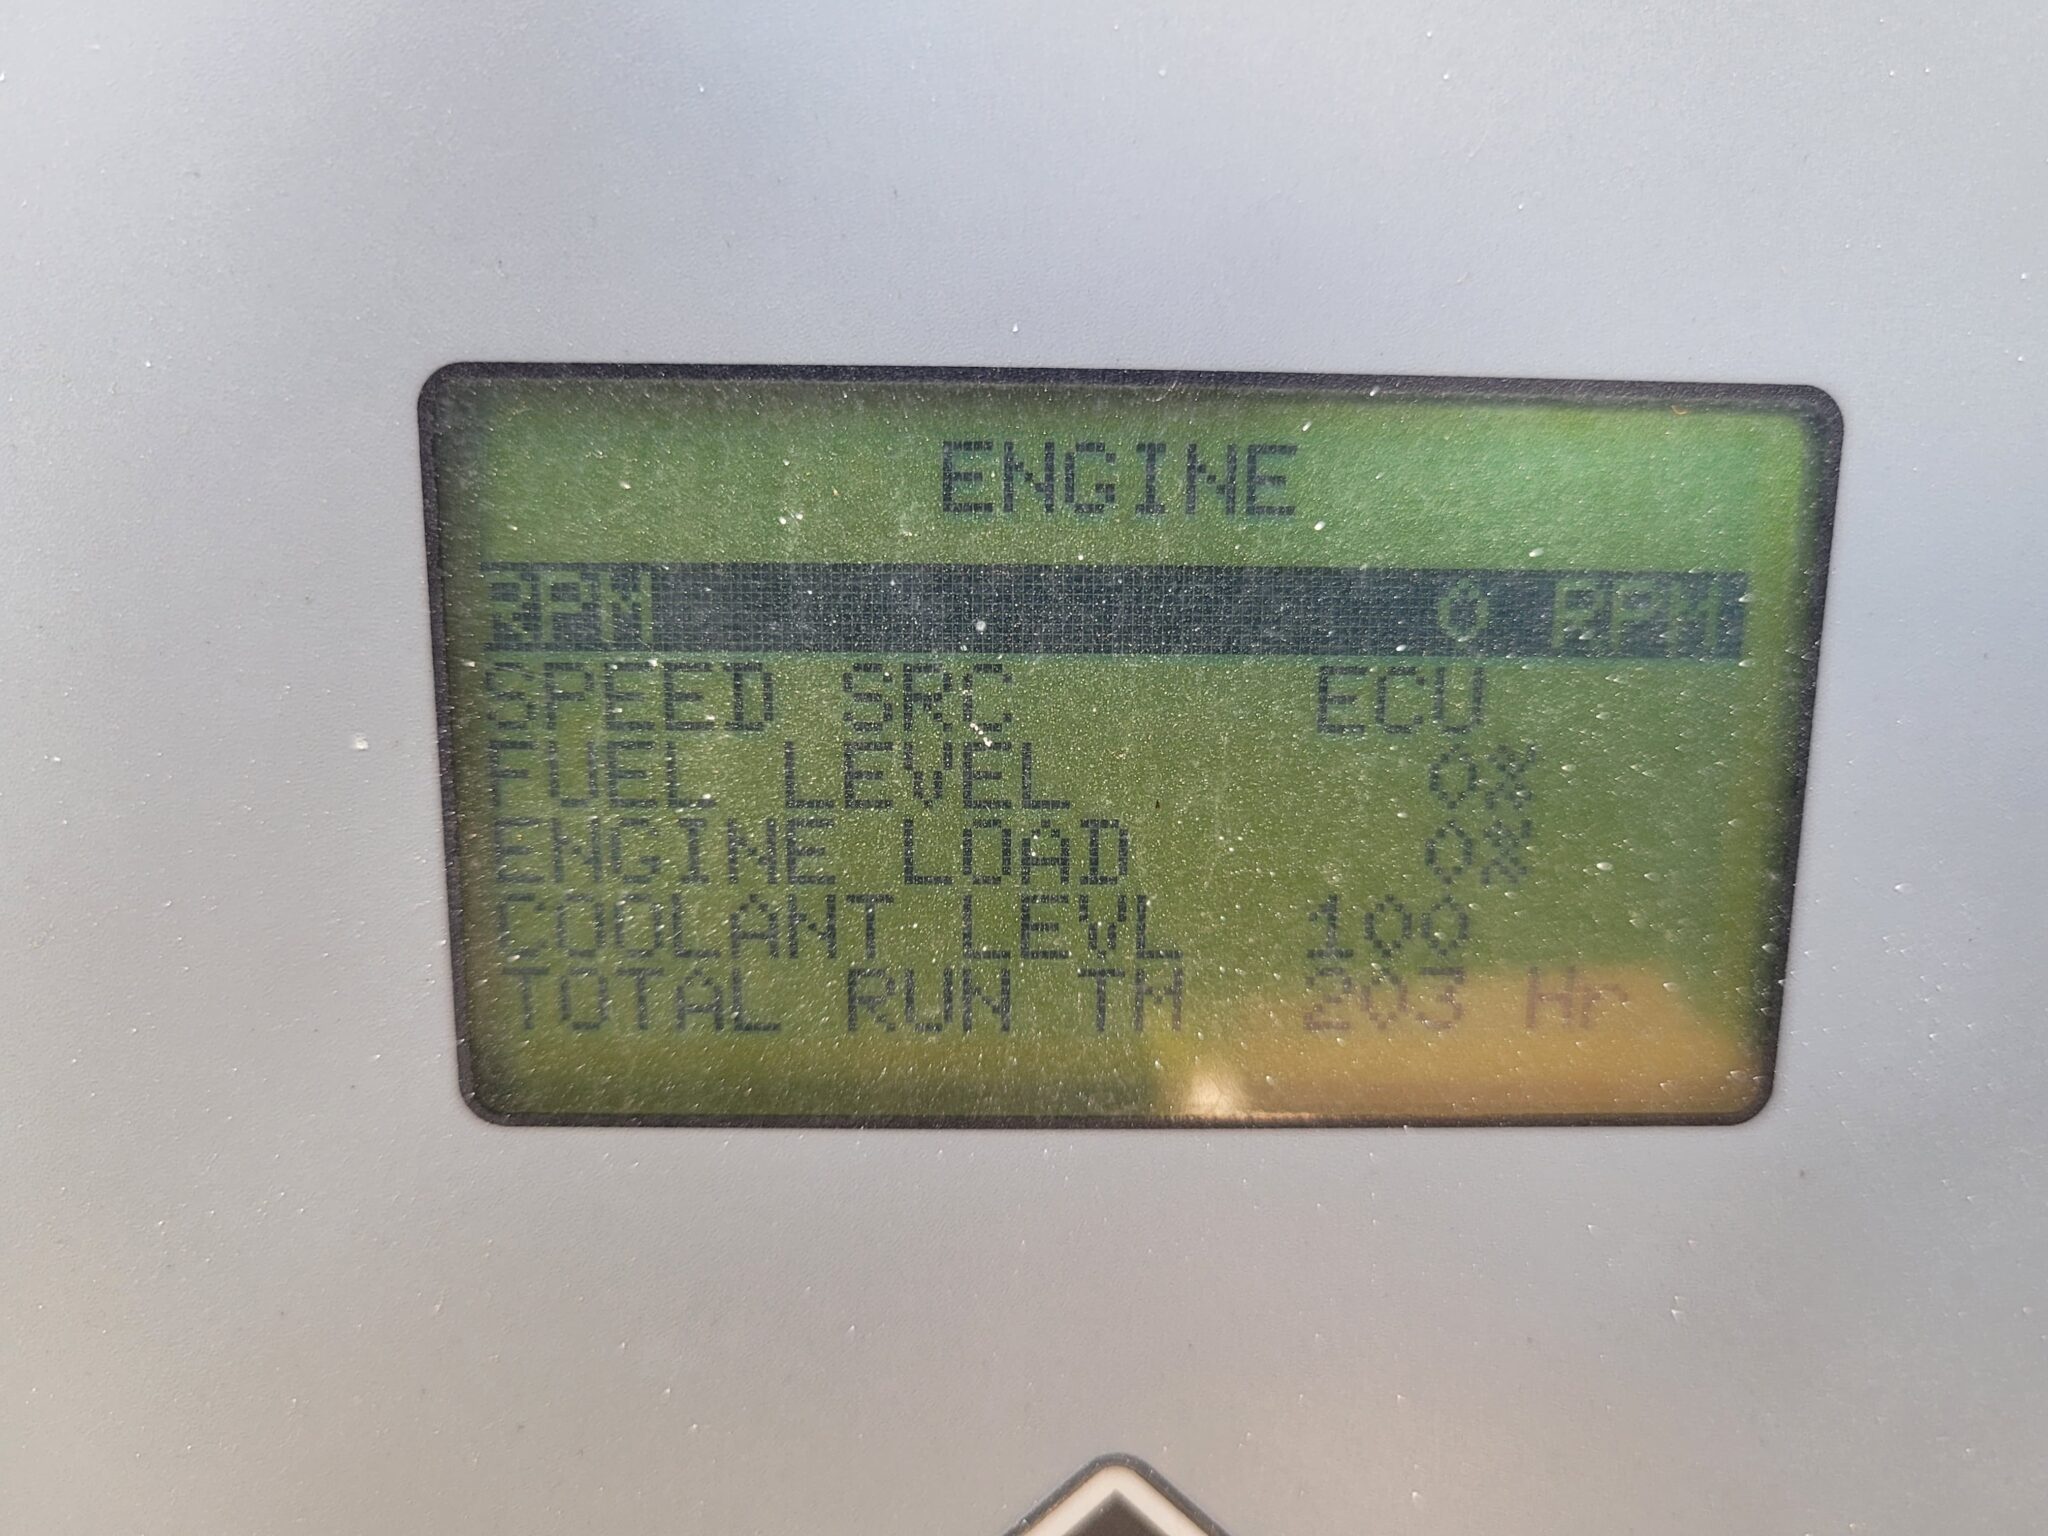 ENGINE
RPM 0 RPM
SPEED SRC ECU
FUEL LEVEL 0%
ENGINE LOAD 0%
COOLANT LEVL 100
TOTAL RUN TM 203 Hr